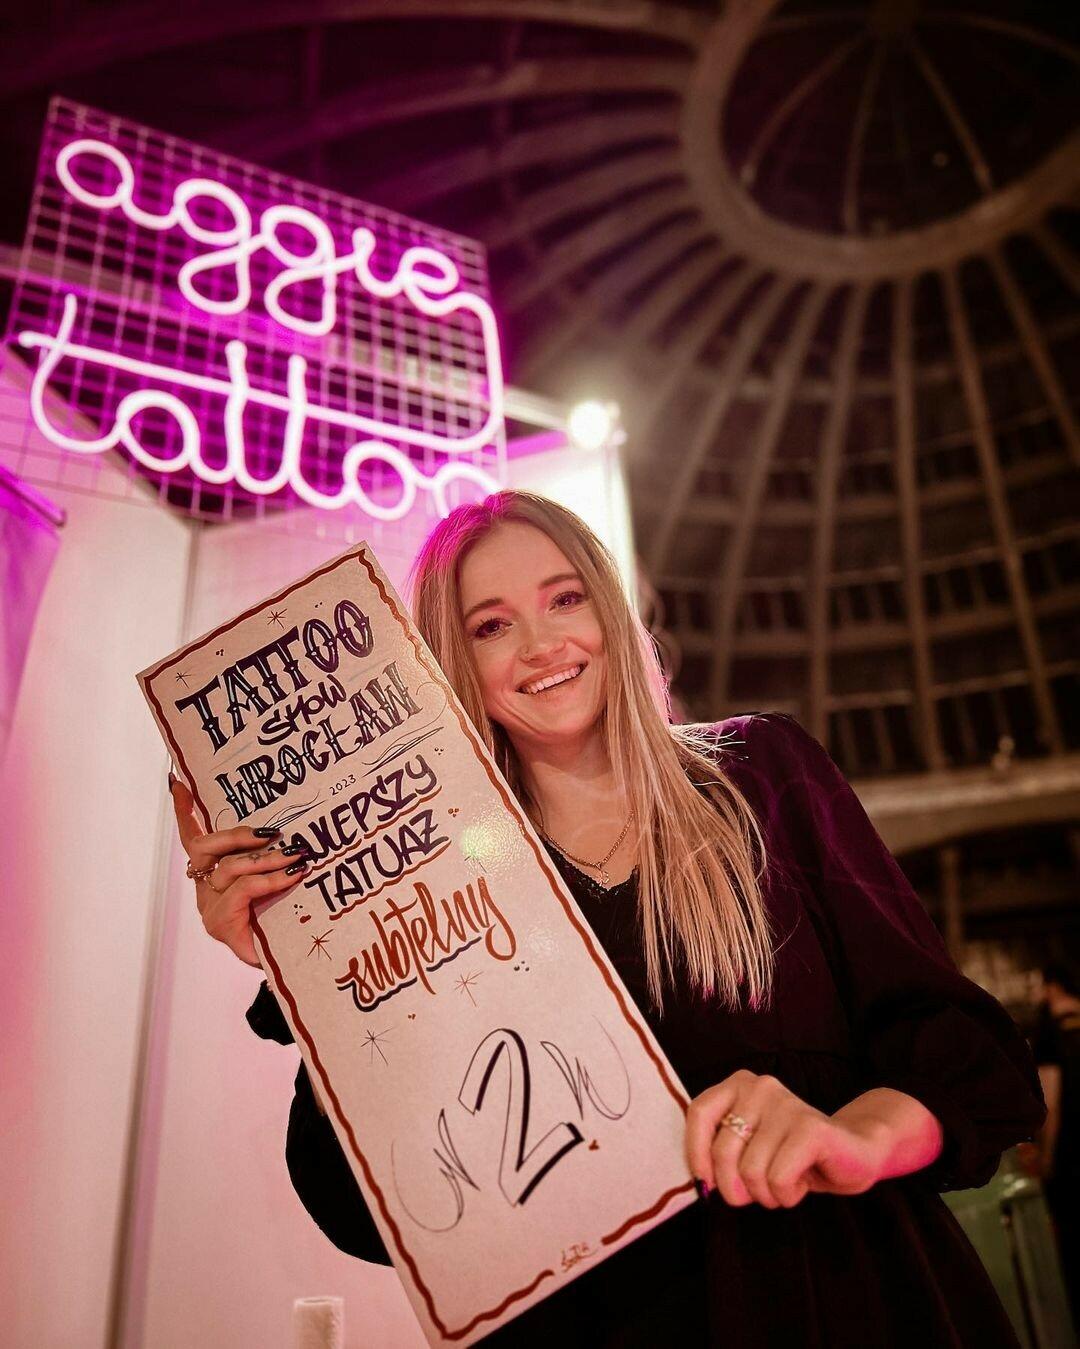 aggie
tattoo
TATTOO
SHOW
WROCŁAW
2023
NAJLEPSZY
TATUAŻ
subtelny
2